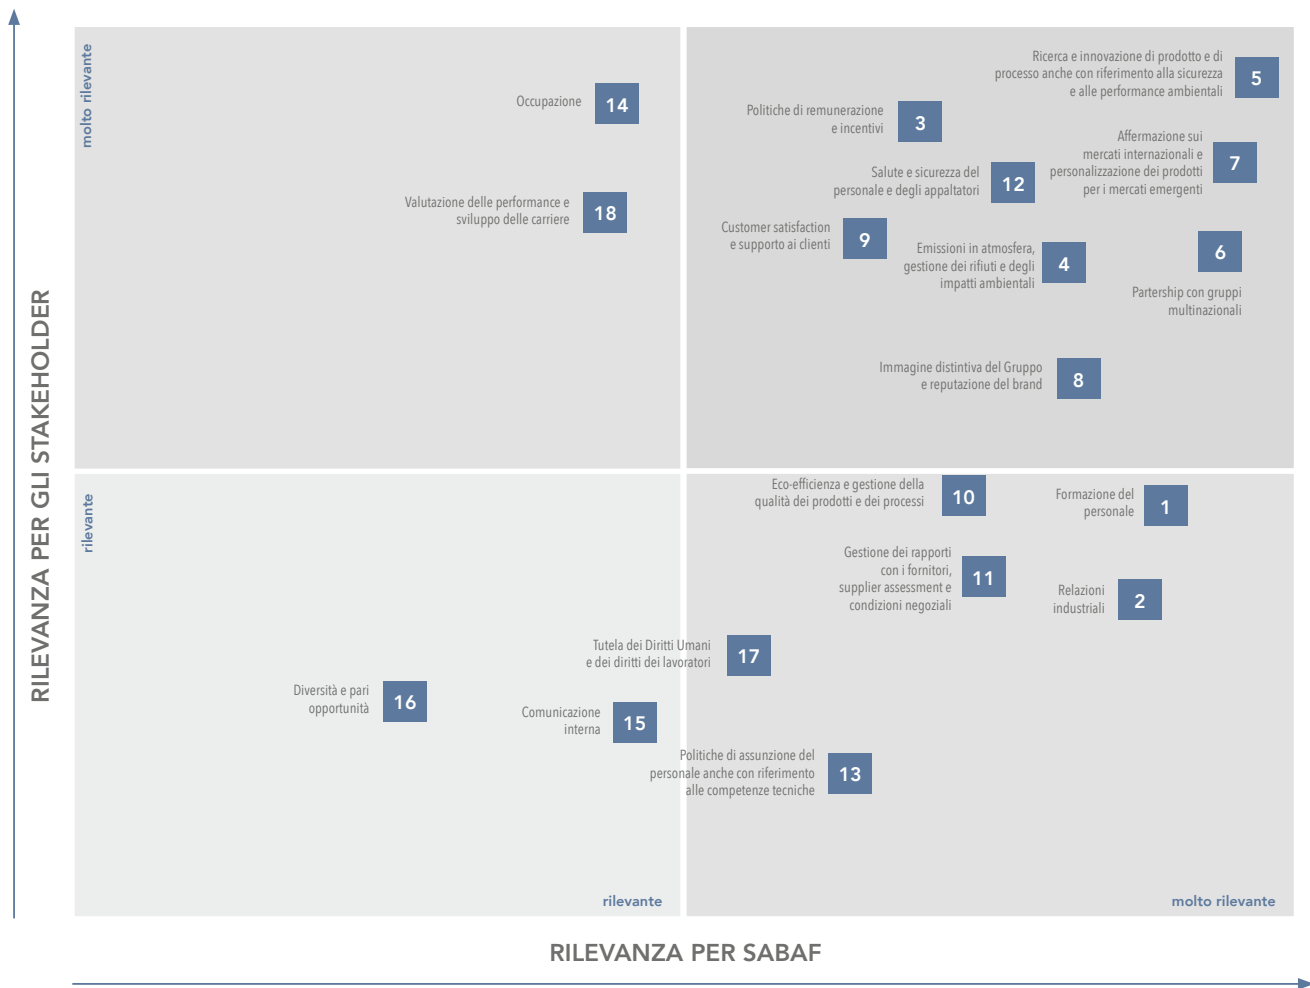 RILEVANZA PER GLI STAKEHOLDER
molto rilevante
Occupazione
14
Valutazione delle performance e
sviluppo delle carriere
18
Ricerca e innovazione di prodotto e di
processo anche con riferimento alla sicurezza
e alle performance ambientali
5
Politiche di remunerazione
e incentivi
3
Affermazione sui
mercati internazionali e
personalizzazione dei prodotti
per i mercati emergenti
7
Salute e sicurezza del
personale e degli appaltatori
12
Customer satisfaction
e supporto ai clienti
9
Emissioni in atmosfera,
gestione dei rifiuti e degli
impatti ambientali
4
6
Partership con gruppi
multinazionali
Immagine distintiva del Gruppo
e reputazione del brand
8
rilevante
Eco-efficienza e gestione della
qualità dei prodotti e dei processi
10
Formazione del
personale
1
Gestione dei rapporti
con i fornitori,
supplier assessment e
condizioni negoziali
11
Relazioni
industriali
2
Tutela dei Diritti Umani
e dei diritti dei lavoratori
17
Diversità e pari
opportunità
16
Comunicazione
interna
15
Politiche di assunzione del
personale anche con riferimento
alle competenze tecniche
13
rilevante
molto rilevante
RILEVANZA PER SABAF